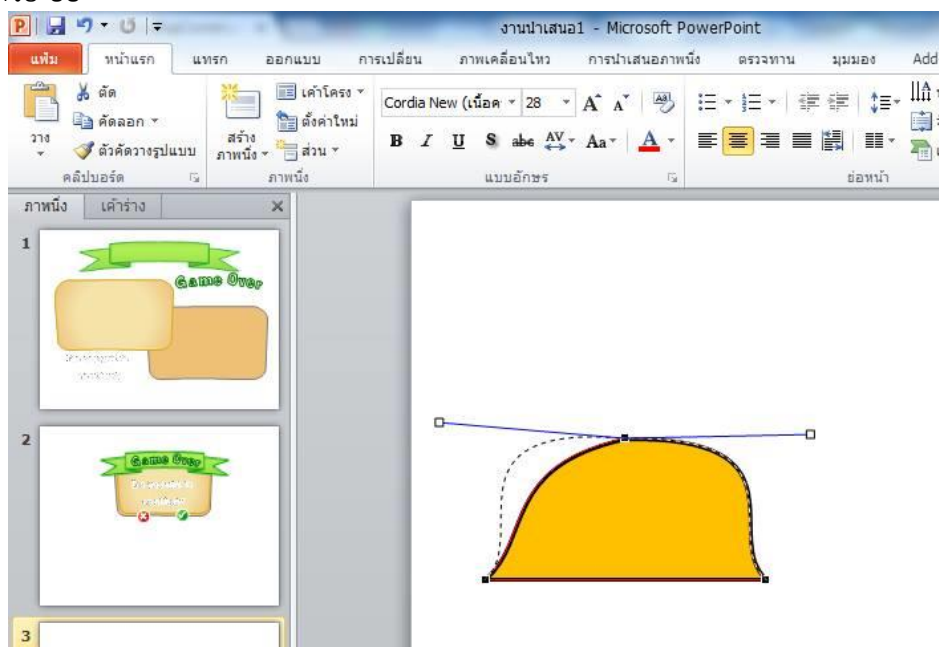 งานนำเสนอ1 - Microsoft PowerPoint
แฟ้ม หน้าแรก แทรก ออกแบบ การเปลี่ยน ภาพเคลื่อนไหว การนำเสนอภาพนิ่ง ตรวจทาน มุมมอง Add
วาง
ตัด
คัดลอก
ตัวคัดวางรูปแบบ
คลิปบอร์ด
สร้าง
ภาพนิ่ง
เค้าโครง
ตั้งค่าใหม่
ส่วน
ภาพนิ่ง
Cordia New (เนื้อค 28
B I U S abc AV Aa A
แบบอักษร
ย่อหน้า
ภาพนิ่ง เค้าร่าง
1
Game Over
2
Game Over
3